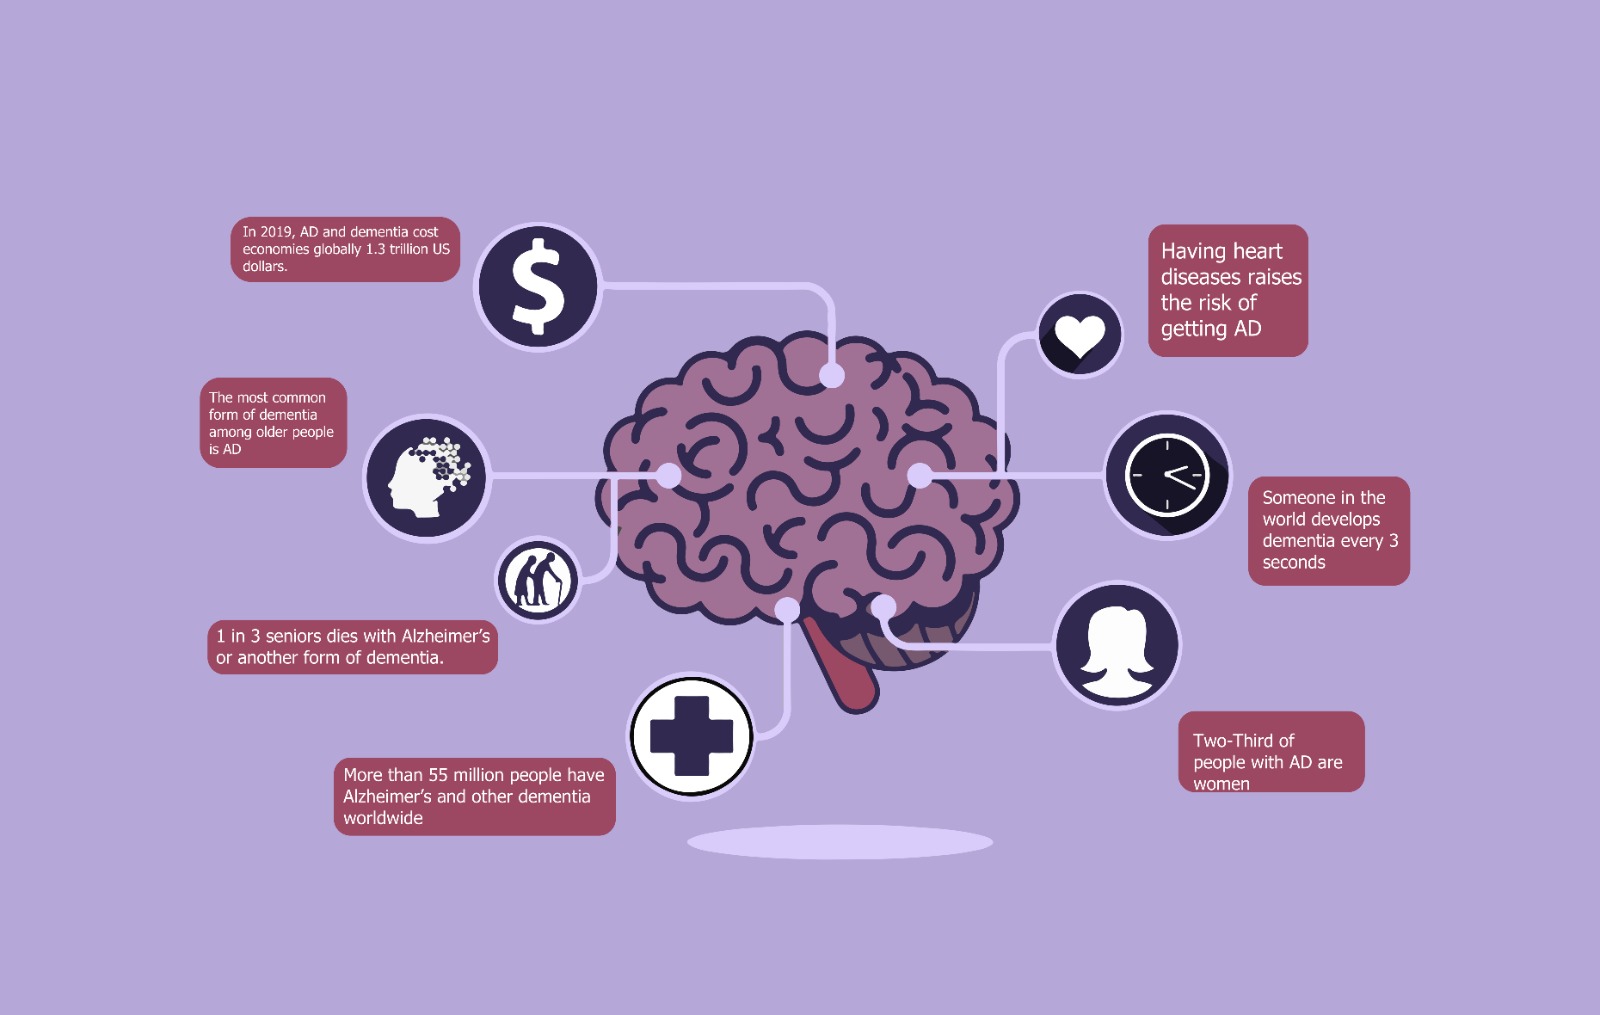 In 2019, AD and dementia cost
economies globally 1.3 trillion US
dollars.
Having heart
diseases raises
the risk of
getting AD
The most common
form of dementia
among older people
is AD
Someone in the
world develops
dementia every 3
seconds
1 in 3 seniors dies with Alzheimer’s
or another form of dementia.
Two-Third of
people with AD are
women
More than 55 million people have
Alzheimer’s and other dementia
worldwide